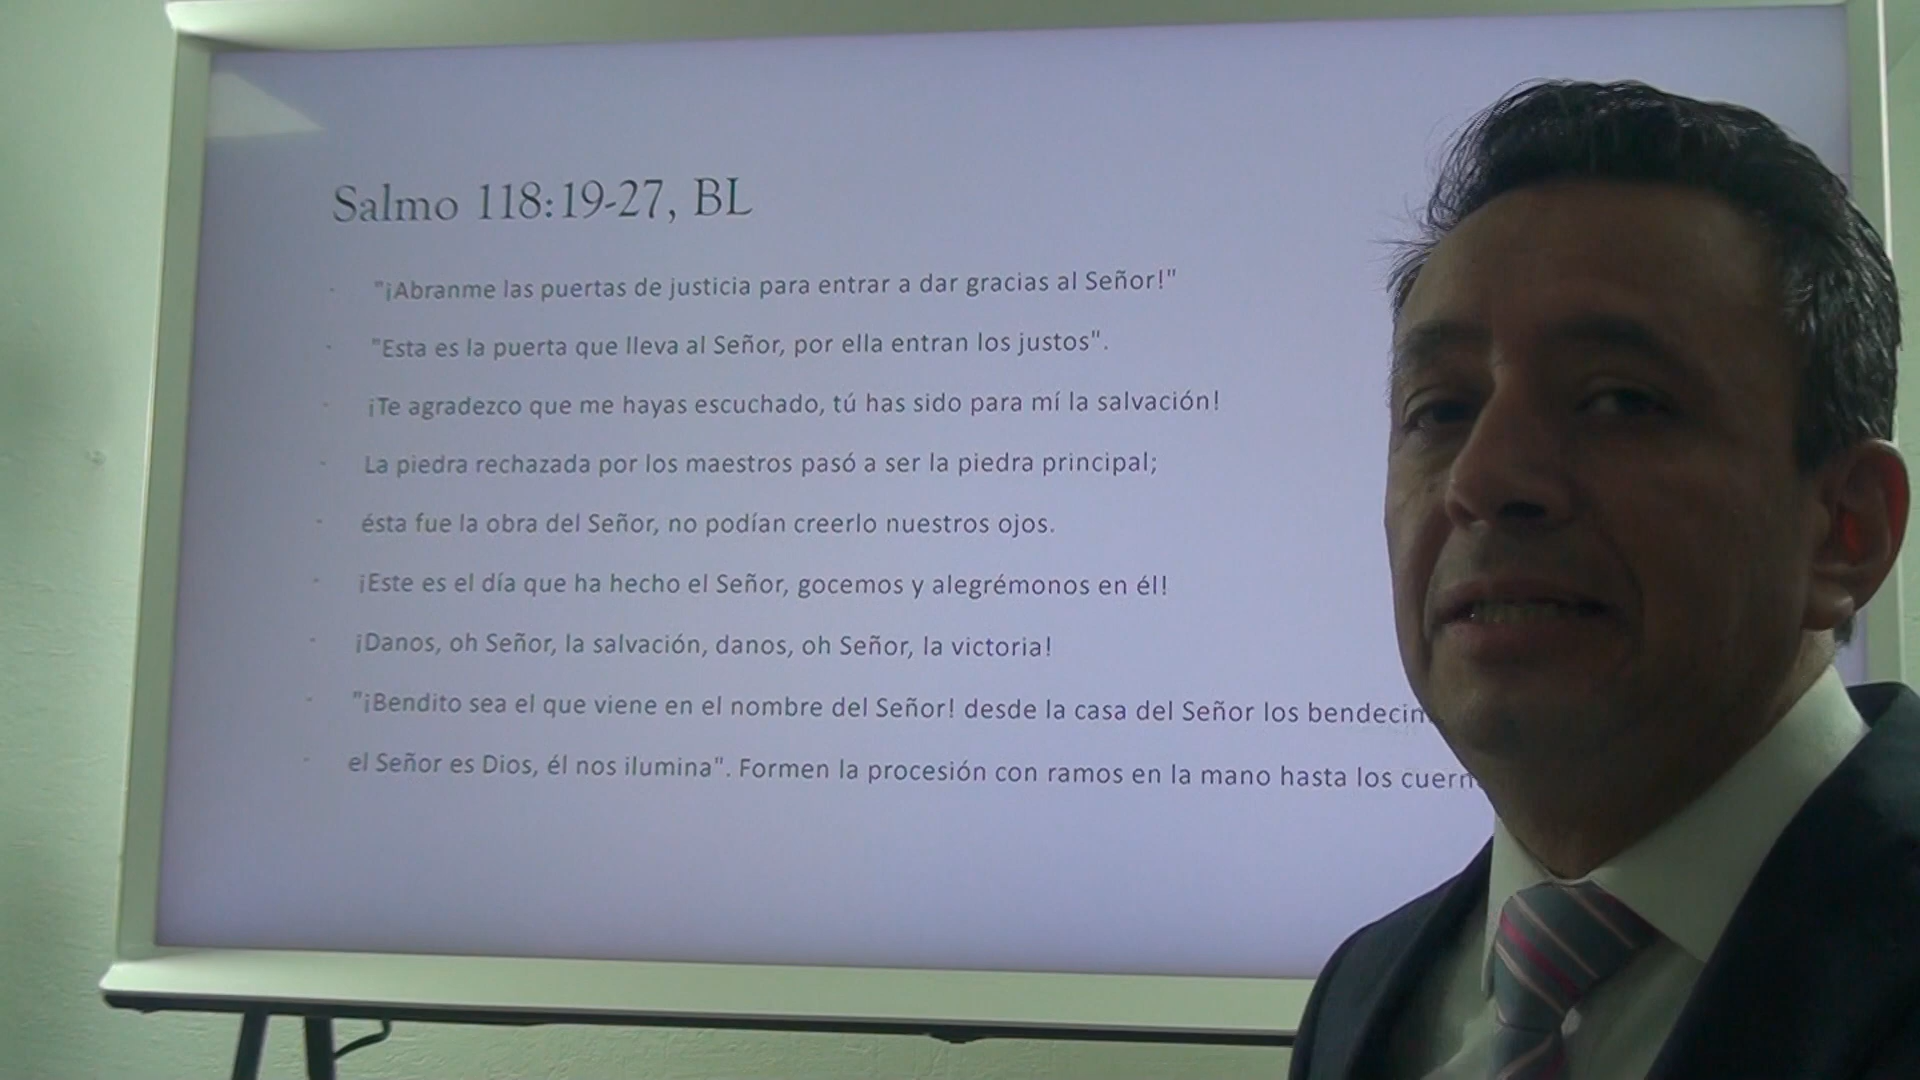 Salmo 118:19-27, BL
- "¡Abranme las puertas de justicia para entrar a dar gracias al Señor!"
- "Esta es la puerta que lleva al Señor, por ella entran los justos".
- ¡Te agradezco que me hayas escuchado, tú has sido para mí la salvación!
- La piedra rechazada por los maestros pasó a ser la piedra principal;
- ésta fue la obra del Señor, no podían creerlo nuestros ojos.
- ¡Este es el día que ha hecho el Señor, gocemos y alegrémonos en él!
- ¡Danos, oh Señor, la salvación, danos, oh Señor, la victoria!
- "¡Bendito sea el que viene en el nombre del Señor! desde la casa del Señor los
- el Señor es Dios, él nos ilumina". Formen la procesión con ramos en la mano hasta los